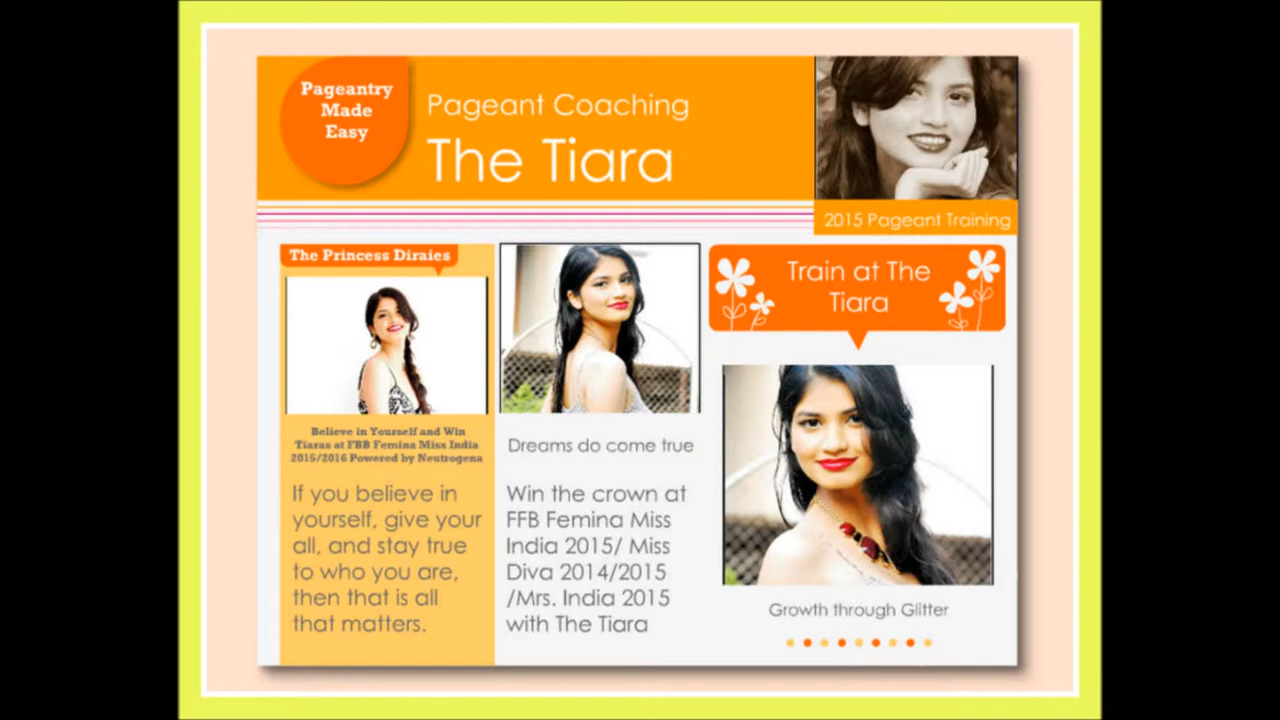 Pageantry
Made
Easy
Pageant Coaching
The Tiara
2015 Pageant Training
The Princess Diraies
Believe in Yourself and Win
Tiaras at FBB Femina Miss India
2015/2016 Powered by Neutrogena
If you believe in
yourself, give your
all, and stay true
to who you are,
then that is all
that matters.
Dreams do come true
Win the crown at
FFB Femina Miss
India 2015/ Miss
Diva 2014/2015
/Mrs. India 2015
with The Tiara
Train at The
Tiara
Growth through Glitter